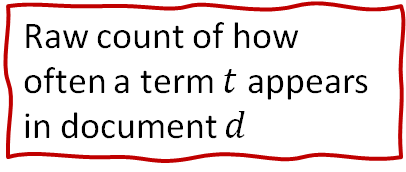 Raw count of how
often a term t appears
in document d